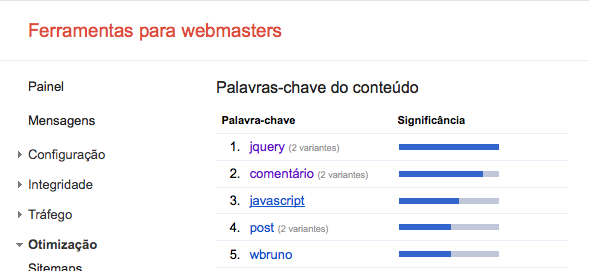 Ferramentas para webmasters
Painel
Mensagens
Configuração
Integridade
Tráfego
Otimização
Sitemaps
Palavras-chave do conteúdo
Palavra-chave Significância
1. jquery (2 variantes)
2. comentário (2 variantes)
3. javascript
4. post (2 variantes)
5. wbruno